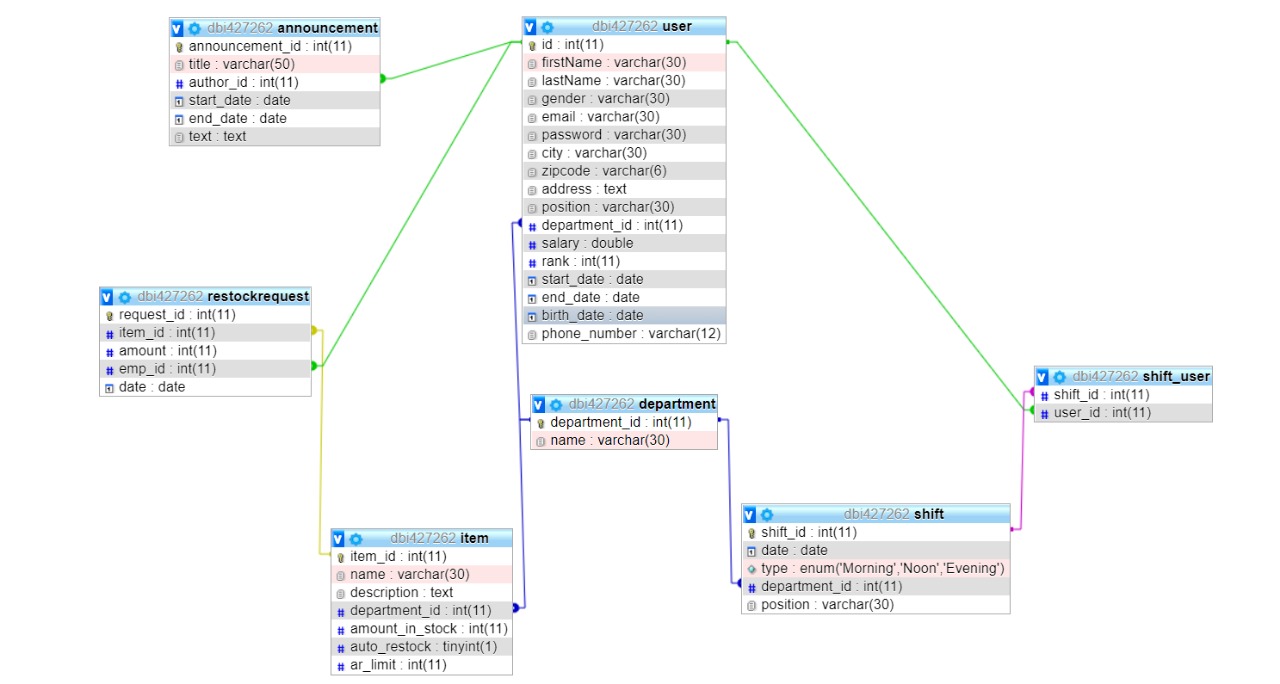 dbi427262 announcement
announcement_id : int(11)
title : varchar(50)
author_id : int(11)
start_date : date
end_date : date
text : text
dbi427262 user
id : int(11)
firstName : varchar(30)
lastName : varchar(30)
gender : varchar(30)
email : varchar(30)
password : varchar(30)
city : varchar(30)
zipcode : varchar(6)
address : text
position : varchar(30)
department_id : int(11)
salary : double
rank : int(11)
start_date : date
end_date : date
birth_date : date
phone_number : varchar(12)
dbi427262 restockrequest
request_id : int(11)
item_id : int(11)
amount : int(11)
emp_id : int(11)
date : date
dbi427262 shift_user
shift_id : int(11)
user_id : int(11)
dbi427262 department
department_id : int(11)
name : varchar(30)
dbi427262 shift
shift_id : int(11)
date : date
type : enum('Morning','Noon','Evening')
department_id : int(11)
position : varchar(30)
dbi427262 item
item_id : int(11)
name : varchar(30)
description : text
department_id : int(11)
amount_in_stock : int(11)
auto_restock : tinyint(1)
ar_limit : int(11)